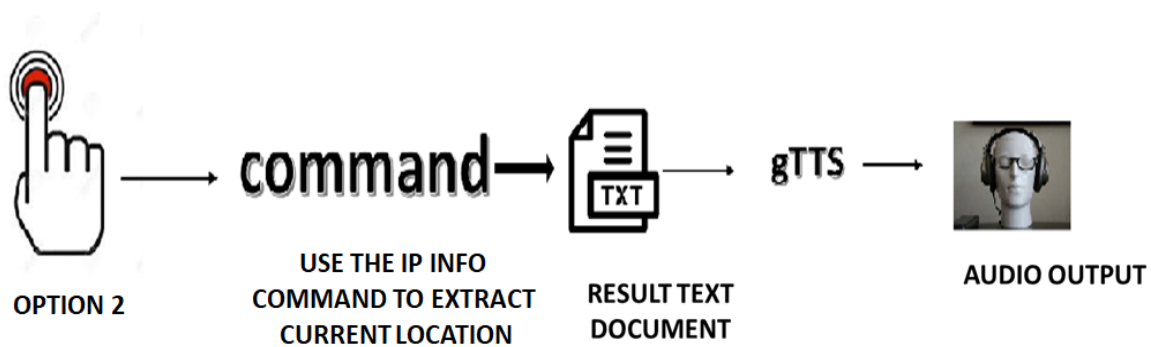 command
TXT
gTTS
OPTION 2
USE THE IP INFO
COMMAND TO EXTRACT
CURRENT LOCATION
RESULT TEXT
DOCUMENT
AUDIO OUTPUT